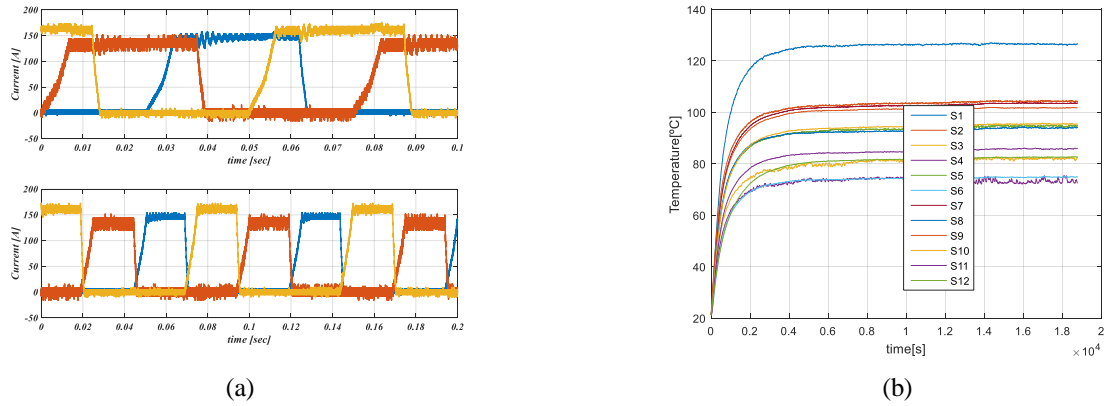 200
150
100
50
0
-50
Current [A]
0 0.01 0.02 0.03 0.04 0.05 0.06 0.07 0.08 0.09 0.1
time [sec]
200
150
100
50
0
-50
Current [A]
0 0.02 0.04 0.06 0.08 0.1 0.12 0.14 0.16 0.18 0.2
time [sec]
(a)
140
120
100
80
60
40
20
Temperature[ºC]
S1
S2
S3
S4
S5
S6
S7
S8
S9
S10
S11
S12
0 0.2 0.4 0.6 0.8 1 1.2 1.4 1.6 1.8 2
time[s]
× 10⁴
(b)